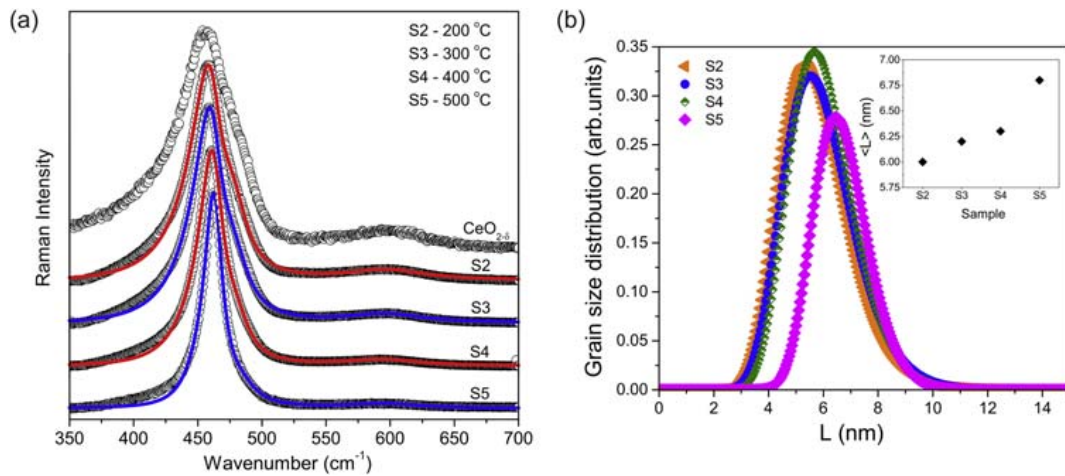 (a)
S2 - 200 °C
S3 - 300 °C
S4 - 400 °C
S5 - 500 °C
CeO2-δ
S2
S3
S4
S5
Raman Intensity
350 400 450 500 550 600 650 700
Wavenumber (cm-1)
(b)
S2
S3
S4
S5
Grain size distribution (arb.units)
0.35
0.30
0.25
0.20
0.15
0.10
0.05
0.00
0 2 4 6 8 10 12 14
L (nm)
<L> (nm)
7.00
6.75
6.50
6.25
6.00
5.75
S2 S3 S4 S5
Sample